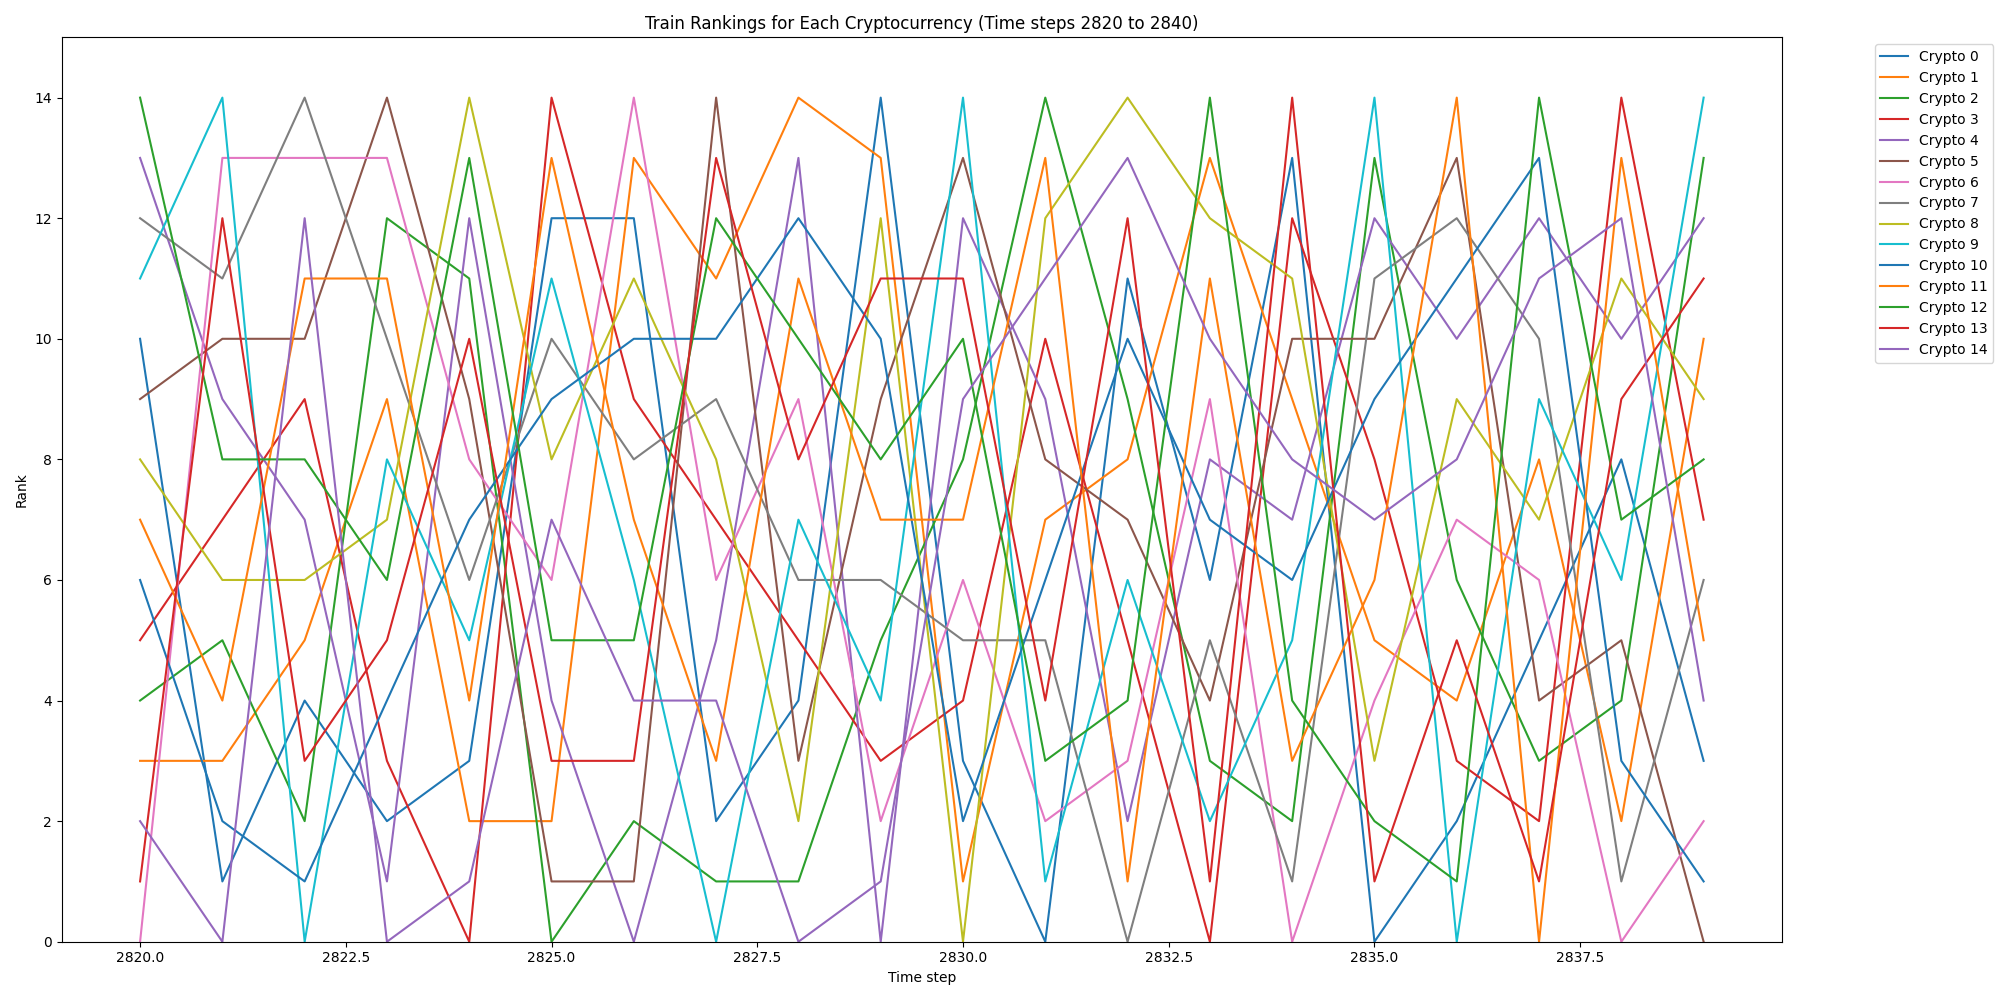 Train Rankings for Each Cryptocurrency (Time steps 2820 to 2840)
Rank
14
12
10
8
6
4
2
0
2820.0 2822.5 2825.0 2827.5 2830.0 2832.5 2835.0 2837.5
Time step
Crypto 0
Crypto 1
Crypto 2
Crypto 3
Crypto 4
Crypto 5
Crypto 6
Crypto 7
Crypto 8
Crypto 9
Crypto 10
Crypto 11
Crypto 12
Crypto 13
Crypto 14